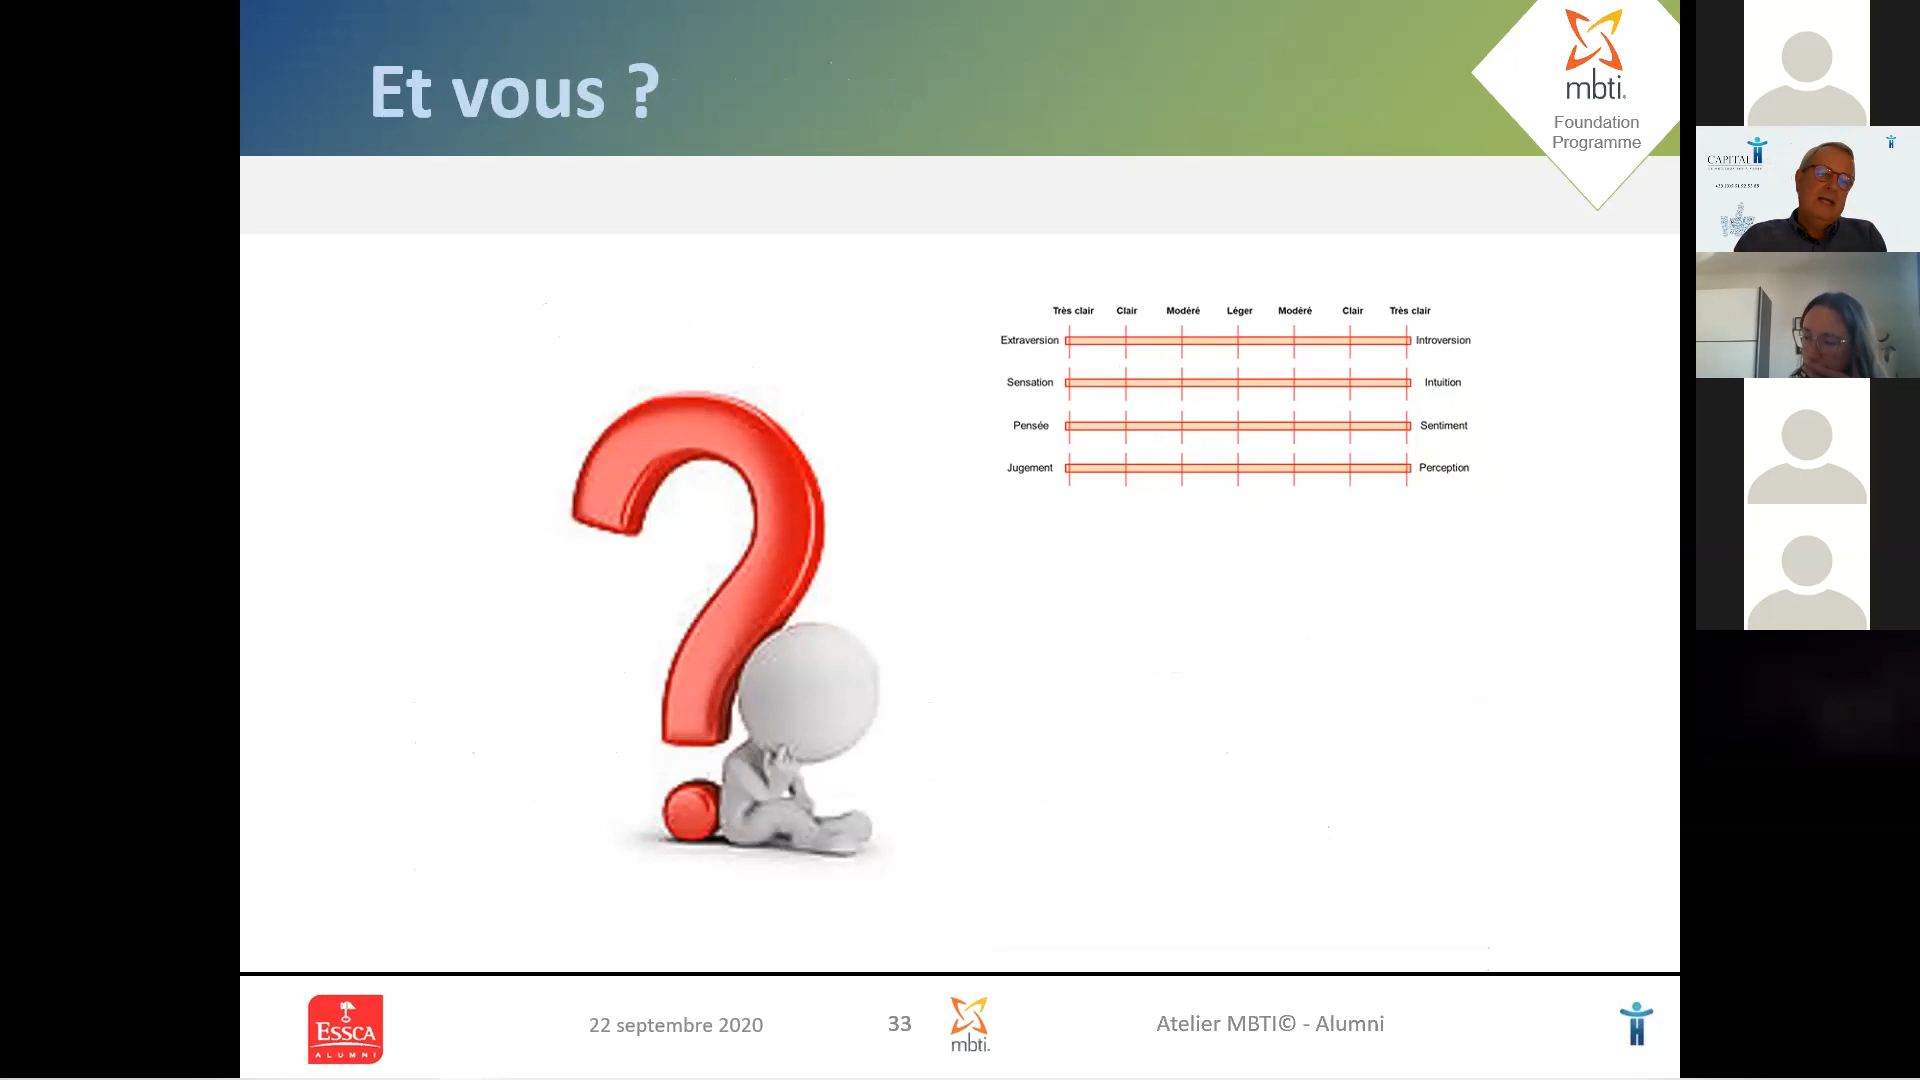 Et vous ?
mbti.
Foundation
Programme
Très clair Clair Modéré Léger Modéré Clair Très clair
Extraversion Introversion
Sensation Intuition
Pensée Sentiment
Jugement Perception
ESSCA
ALUMNI
22 septembre 2020
33
mbti.
Atelier MBTI© - Alumni
CAPITAL H